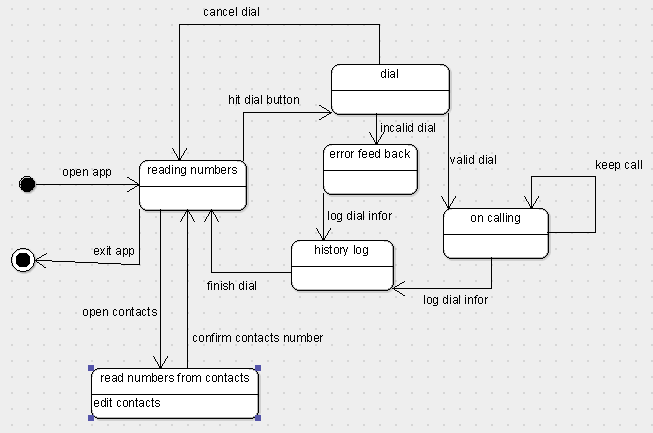 cancel dial
dial
hit dial button
incalid dial
error feed back
valid dial
keep call
reading numbers
open app
log dial infor
on calling
exit app
history log
finish dial
log dial infor
open contacts
confirm contacts number
read numbers from contacts
edit contacts